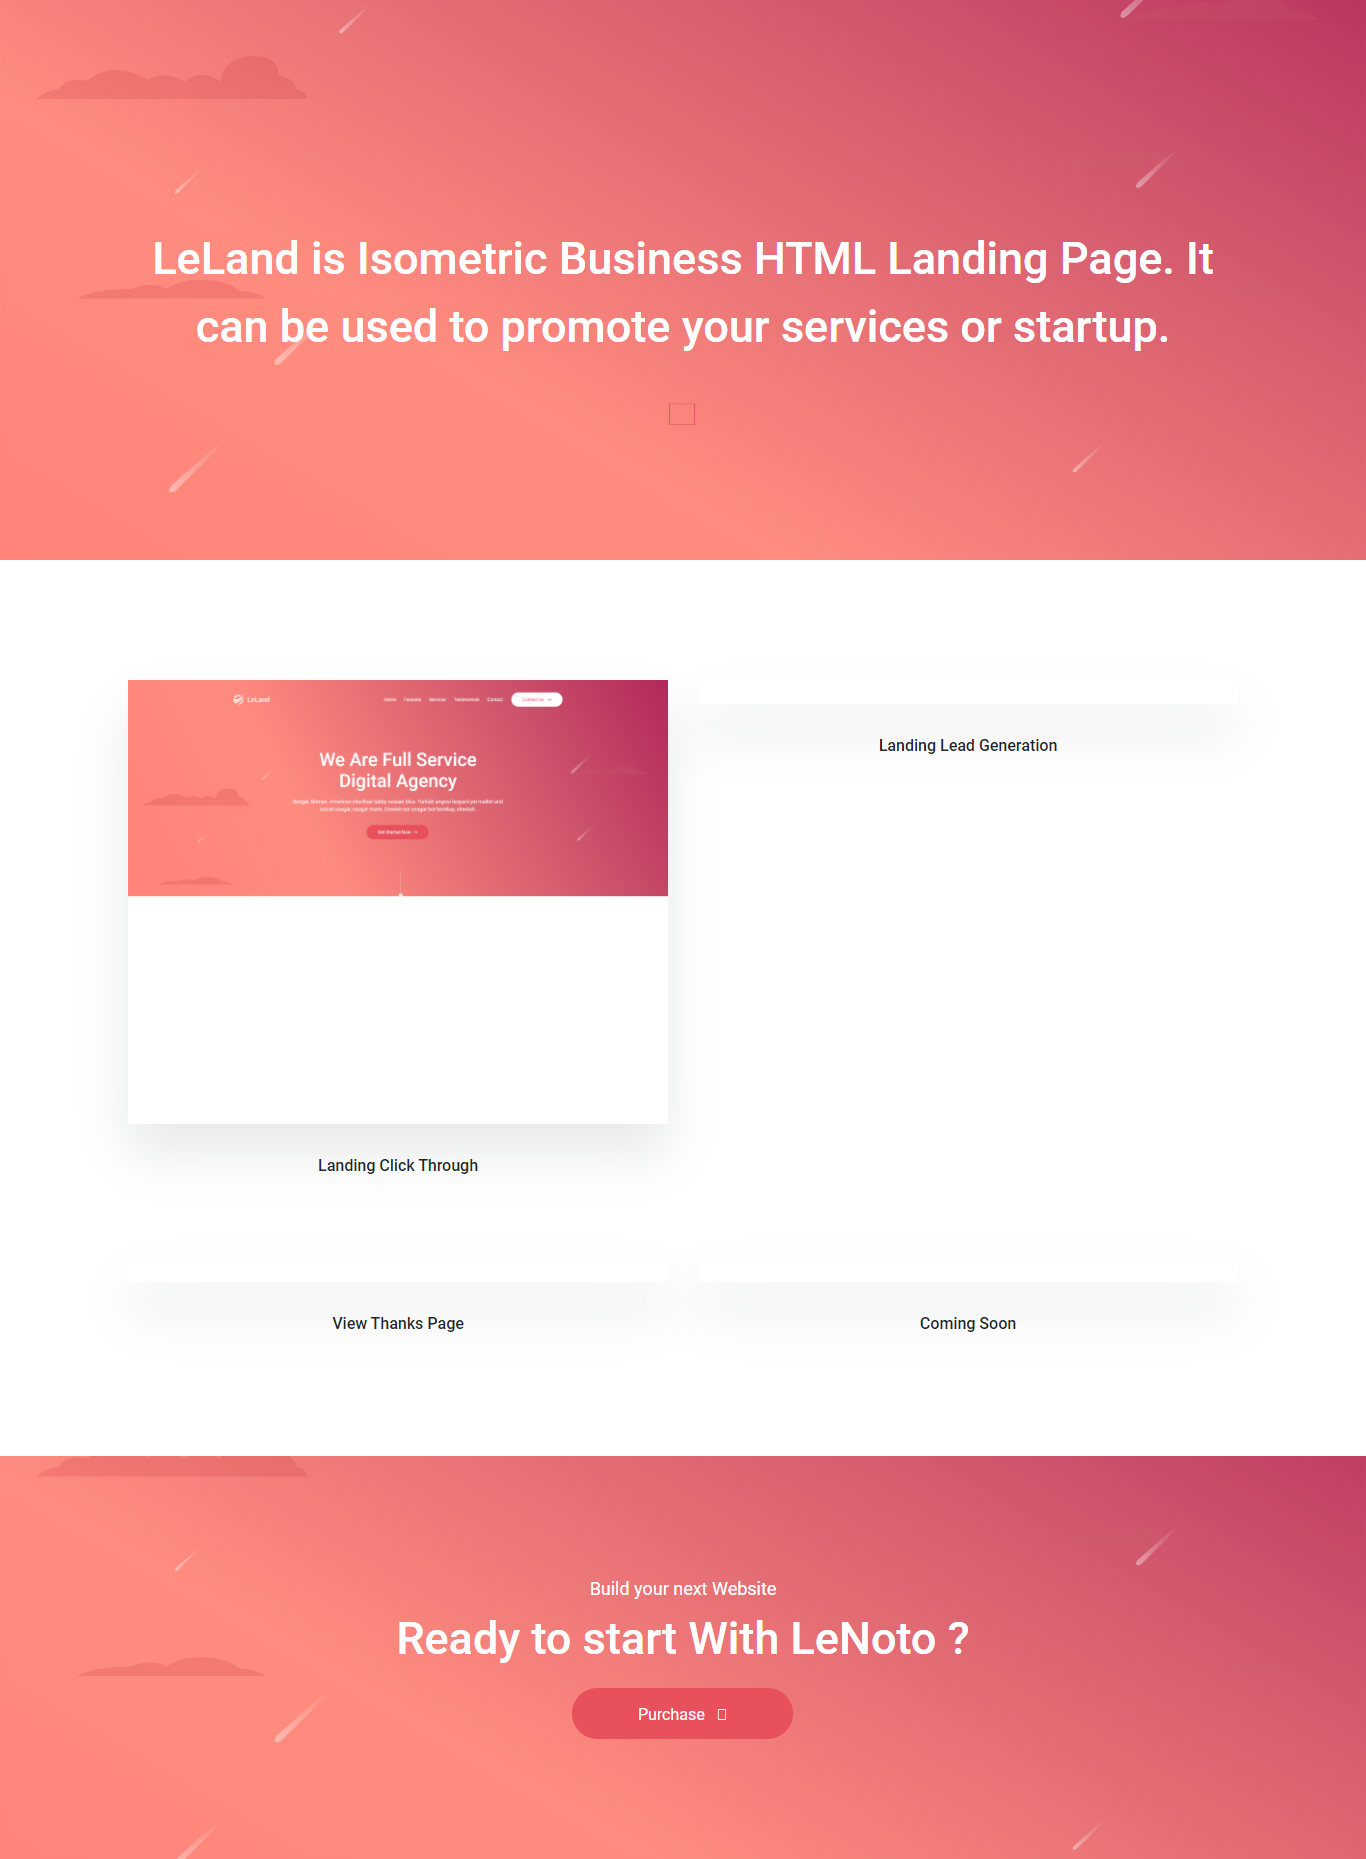 LeLand is Isometric Business HTML Landing Page. It
can be used to promote your services or startup.
LeLand
Home Features Services Testimonials Contact Contact us
We Are Full Service
Digital Agency
Get Started Now
Landing Lead Generation
Landing Click Through
View Thanks Page
Coming Soon
Build your next Website
Ready to start With LeNoto ?
Purchase